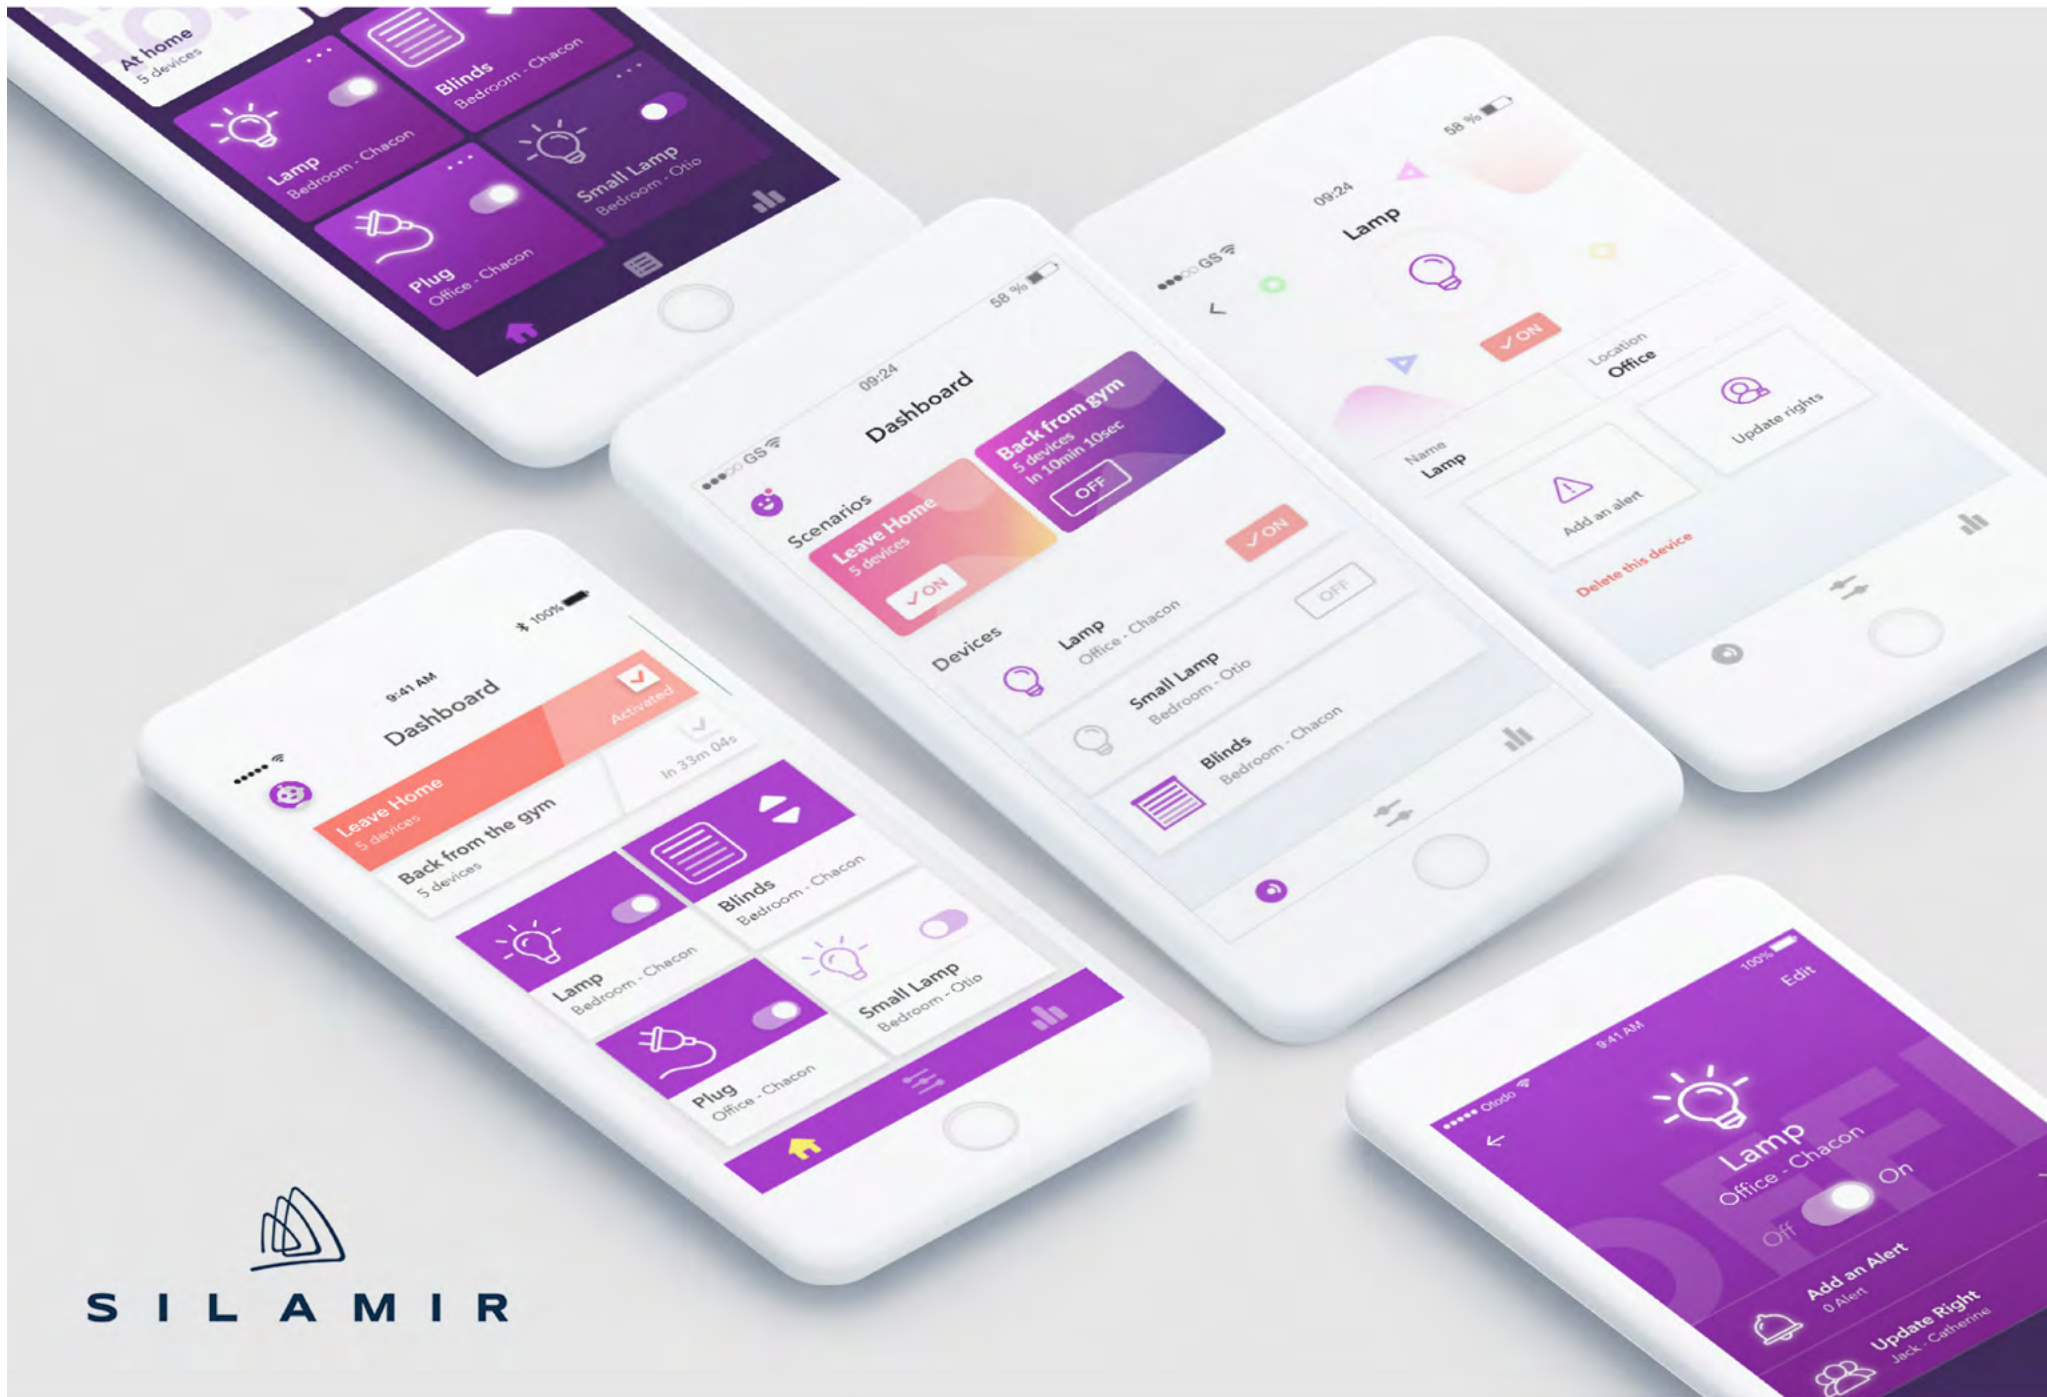 At home
5 devices
Lamp
Bedroom - Chacon
Blinds
Bedroom - Chacon
Plug
Office - Chacon
Small Lamp
Bedroom - Otio
GS
09:24
58 %
Dashboard
Scenarios
Leave Home
5 devices
ON
Back from gym
5 devices
In 10min 10sec
OFF
Devices
Lamp
Office - Chacon
ON
Small Lamp
Bedroom - Otio
OFF
Blinds
Bedroom - Chacon
GS
09:24
58 %
Lamp
ON
Name
Lamp
Location
Office
Add an alert
Update rights
Delete this device
9:41 AM
100%
Dashboard
Leave Home
5 devices
Activated
Back from the gym
5 devices
In 33m 04s
Lamp
Bedroom - Chacon
Blinds
Bedroom - Chacon
Plug
Office - Chacon
Small Lamp
Bedroom - Otio
Otodo
9:41 AM
100%
Edit
OFFI
Lamp
Office - Chacon
Off
On
Add an Alert
0 Alert
Update Right
Jack - Catherine
SILAMIR